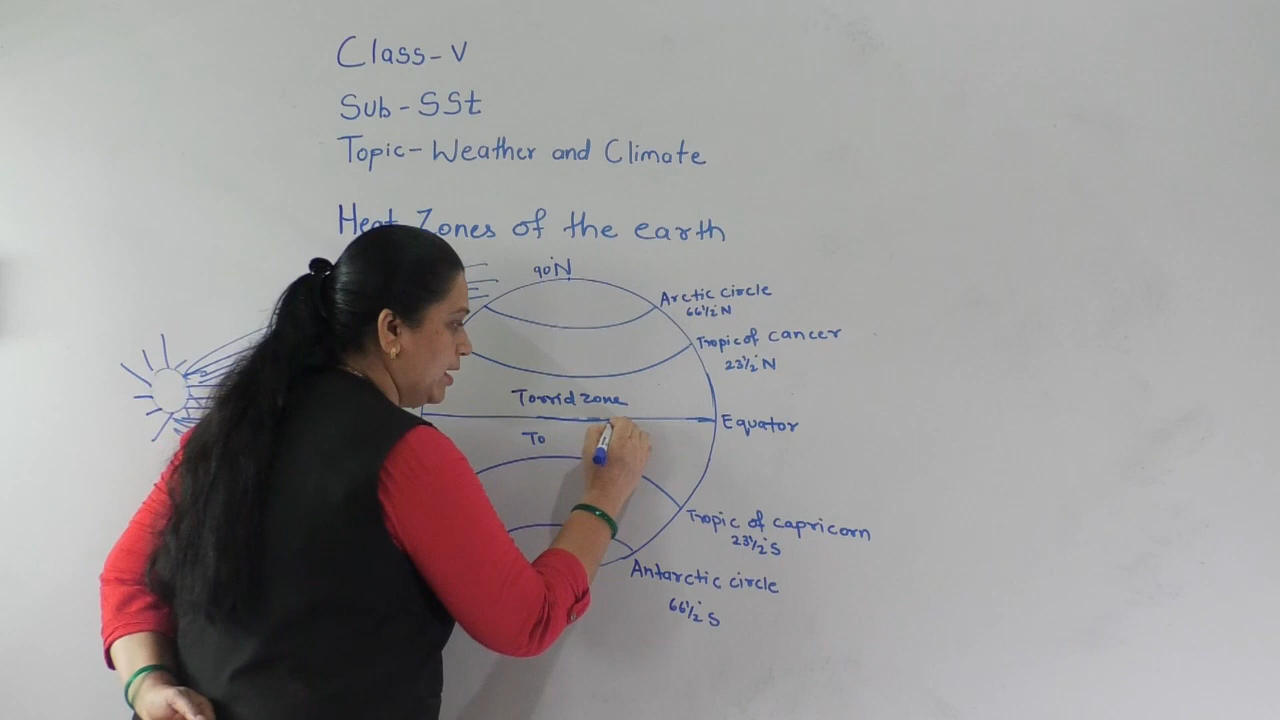 Class-V
Sub-SSt
Topic-Weather and Climate
Heat Zones of the earth
90°N
Arctic circle
66½° N
Tropic of cancer
23½° N
Torrid zone
Equator
To
Tropic of capricorn
23½° S
Antarctic circle
66½° S